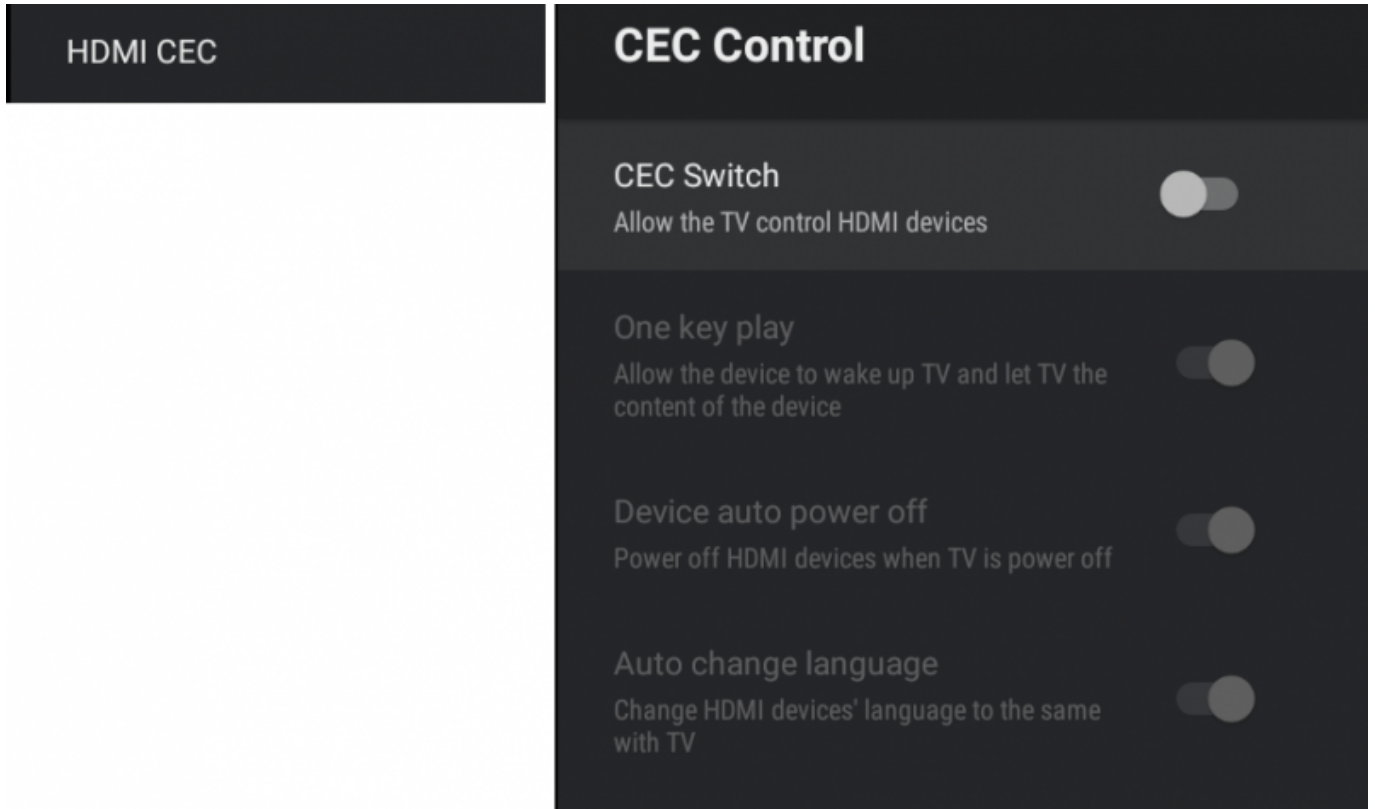 HDMI CEC
CEC Control
CEC Switch
Allow the TV control HDMI devices
One key play
Allow the device to wake up TV and let TV the
content of the device
Device auto power off
Power off HDMI devices when TV is power off
Auto change language
Change HDMI devices' language to the same
with TV